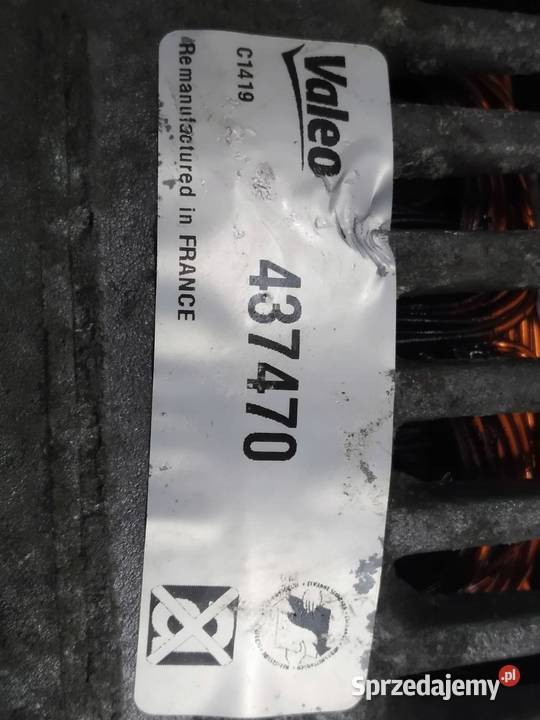 Valeo
C1419
Remanufactured in FRANCE
437470
Sprzedajemy.pl